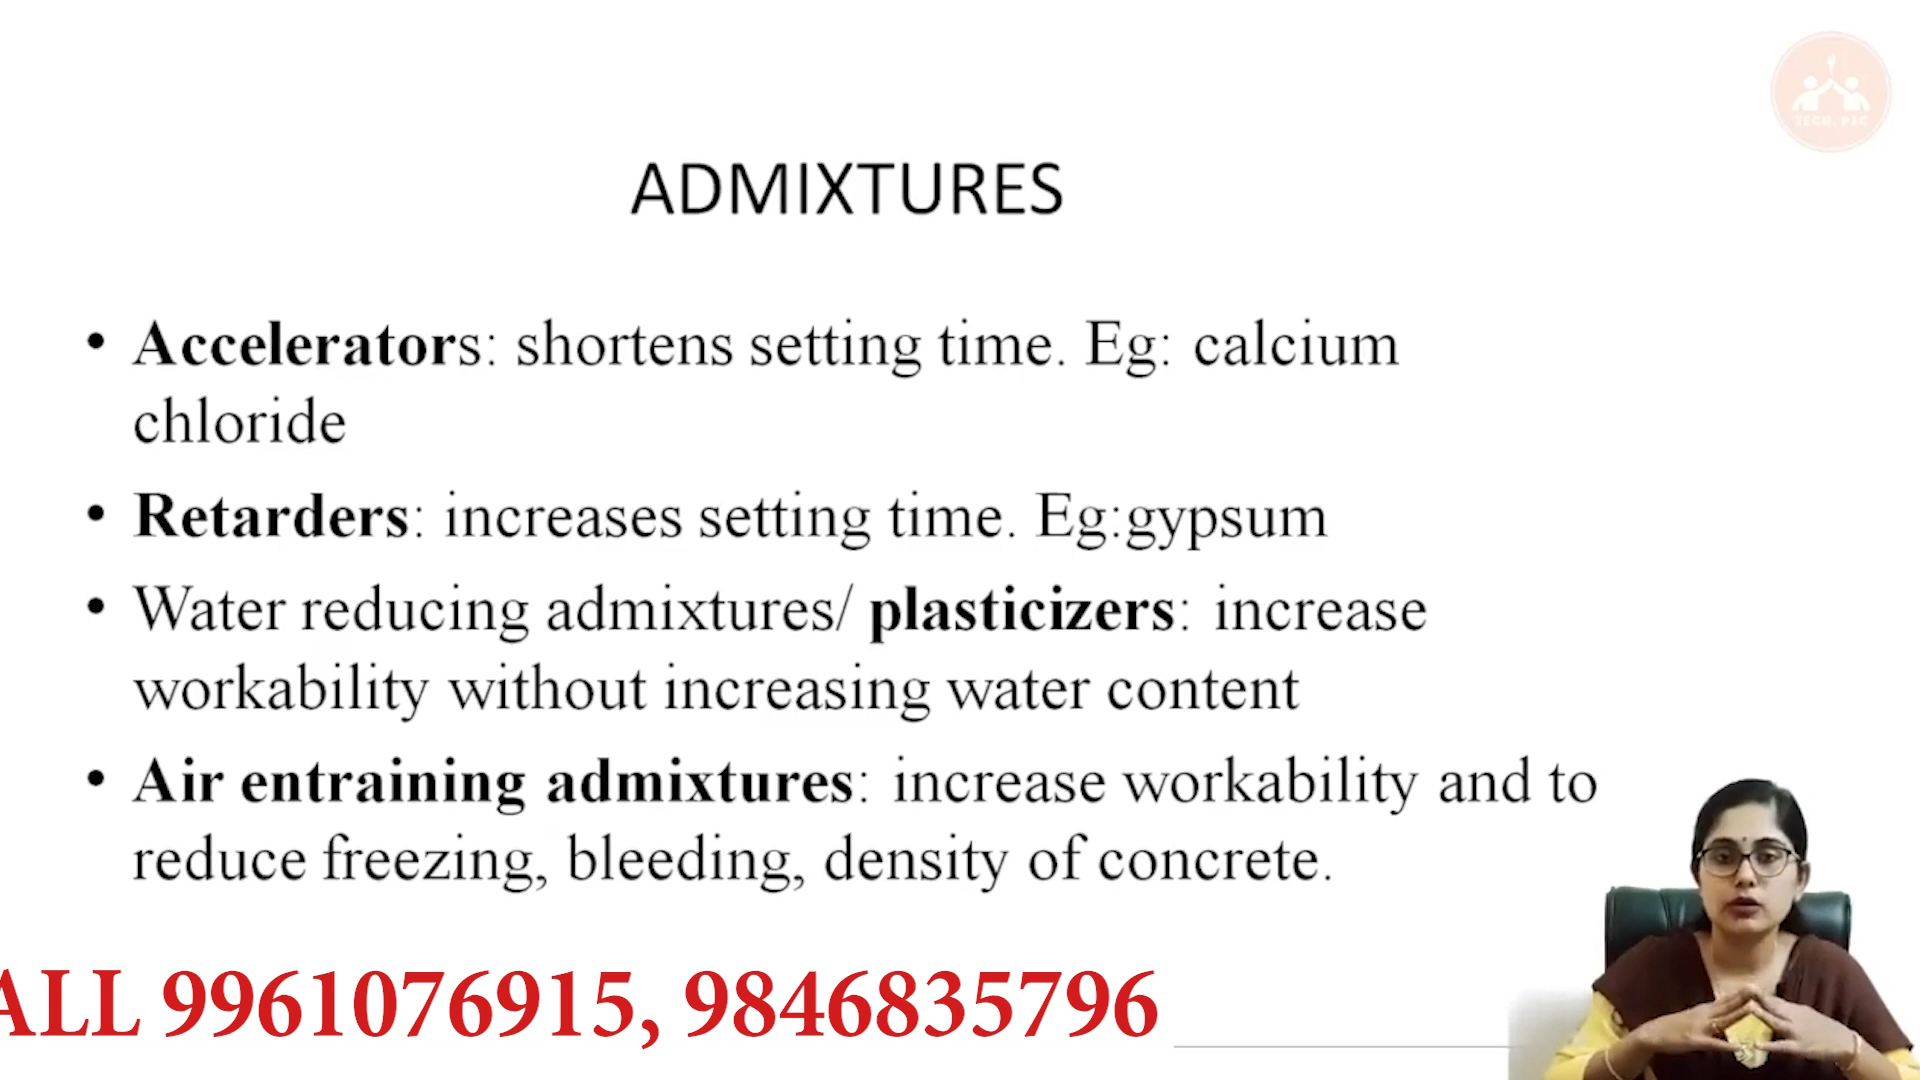 TECH. PSC
ADMIXTURES
• Accelerators: shortens setting time. Eg: calcium
chloride
• Retarders: increases setting time. Eg:gypsum
• Water reducing admixtures/ plasticizers: increase
workability without increasing water content
• Air entraining admixtures: increase workability and to
reduce freezing, bleeding, density of concrete.
ALL 9961076915, 9846835796